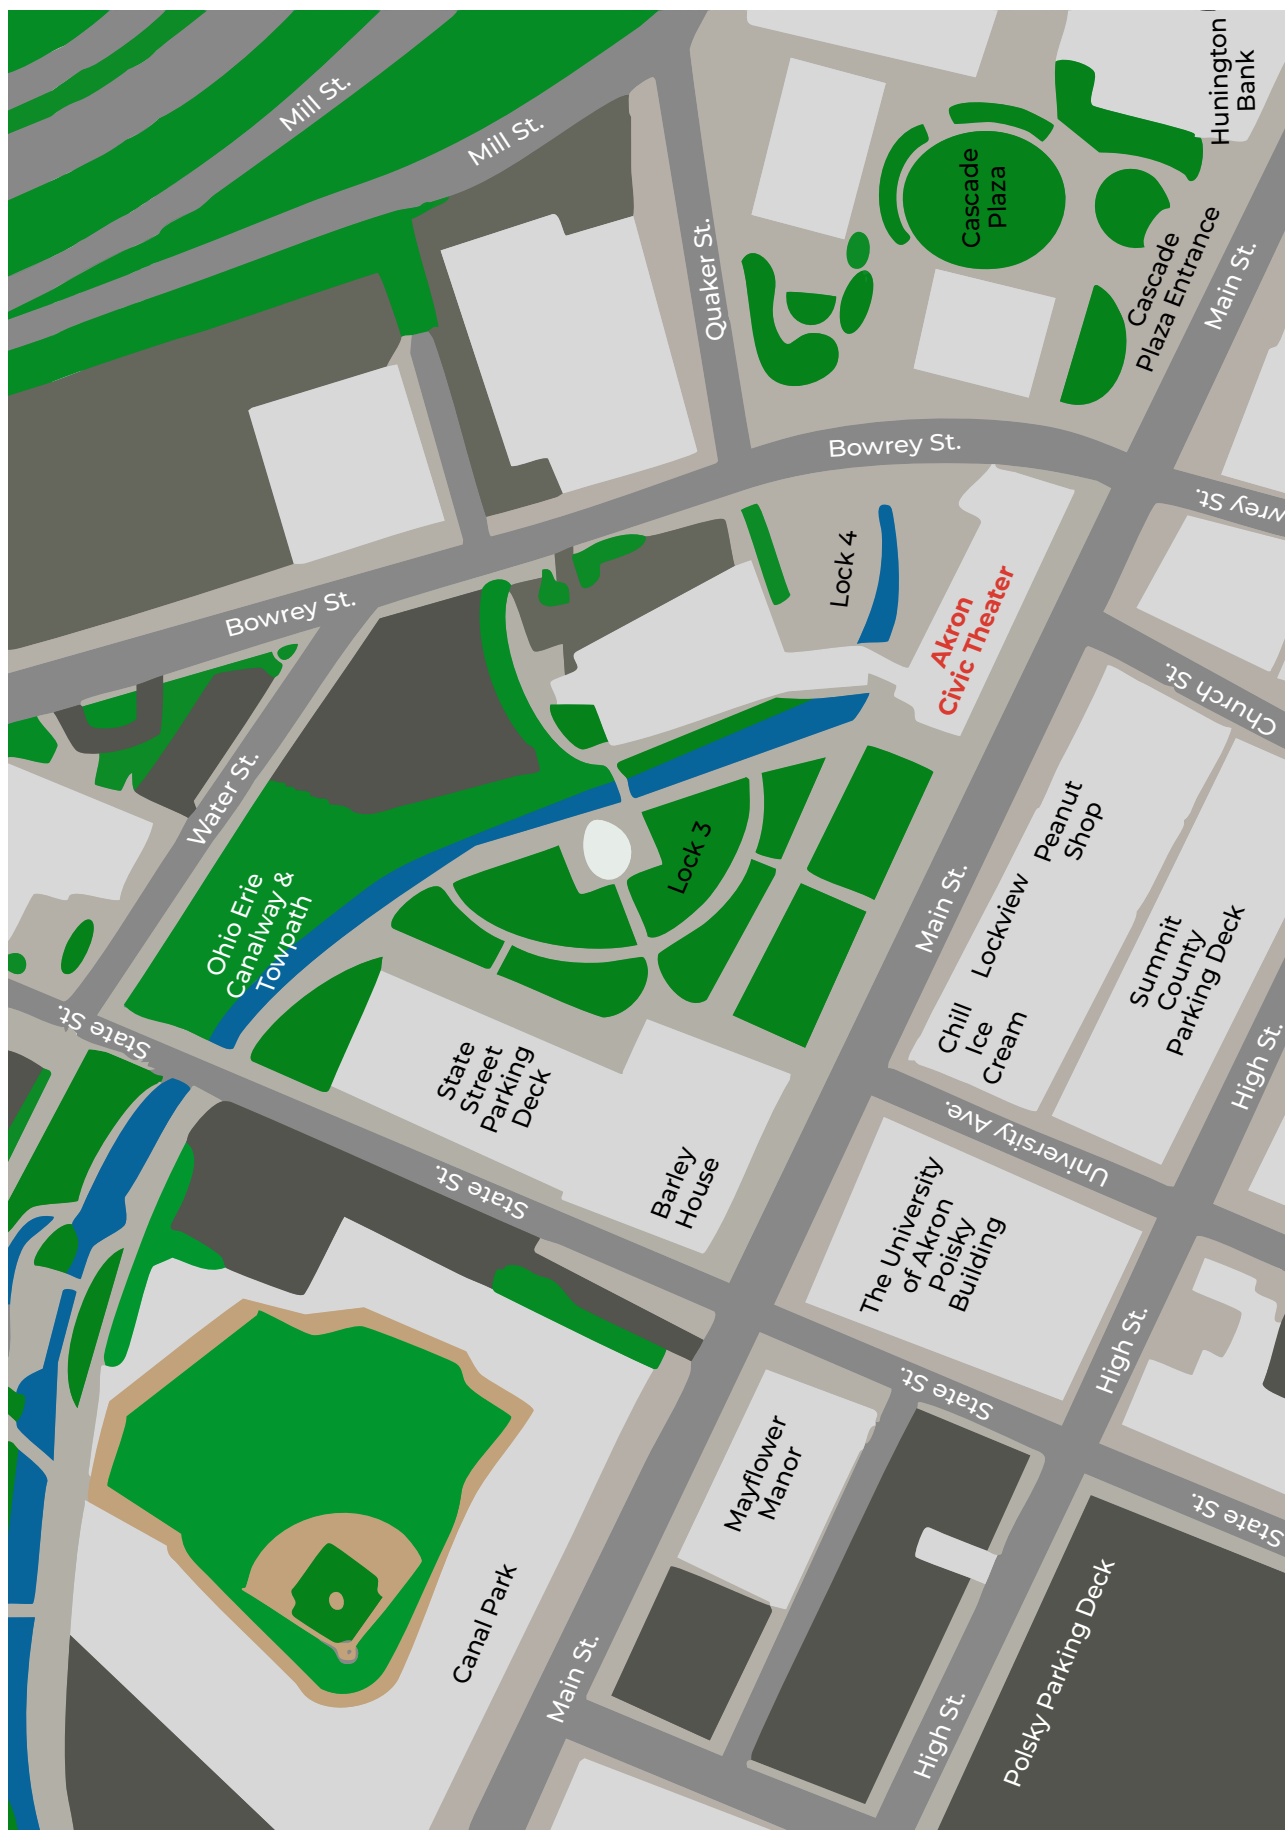 Hunington
Bank
Mill St.
Mill St.
Cascade
Plaza
Cascade
Plaza Entrance
Quaker St.
Main St.
Bowrey St.
wrey St.
Lock 4
Akron
Civic Theater
Bowrey St.
Church St.
Water St.
Peanut
Shop
Lock 3
Ohio Erie
Canalway &
Towpath
Main St.
Lockview
Summit
County
Parking Deck
State St.
Chill
Ice
Cream
State
Street
Parking
Deck
High St.
University Ave.
Barley
House
State St.
The University
of Akron
Polsky
Building
High St.
State St.
Mayflower
Manor
State St.
Canal Park
Main St.
High St.
Polsky Parking Deck